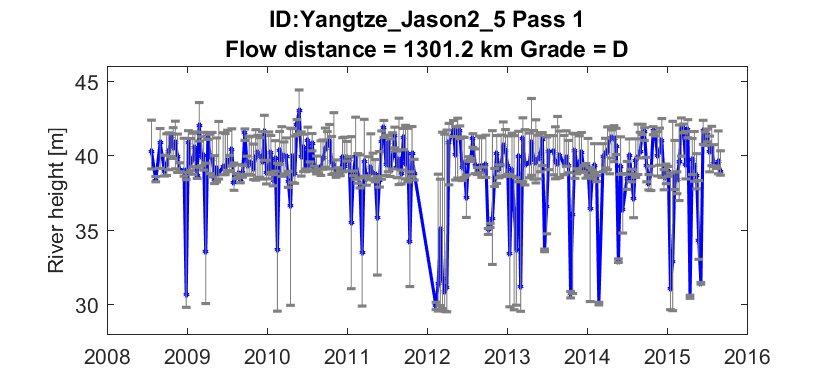 ID:Yangtze_Jason2_5 Pass 1
Flow distance = 1301.2 km Grade = D
River height [m]
45
40
35
30
2008 2009 2010 2011 2012 2013 2014 2015 2016